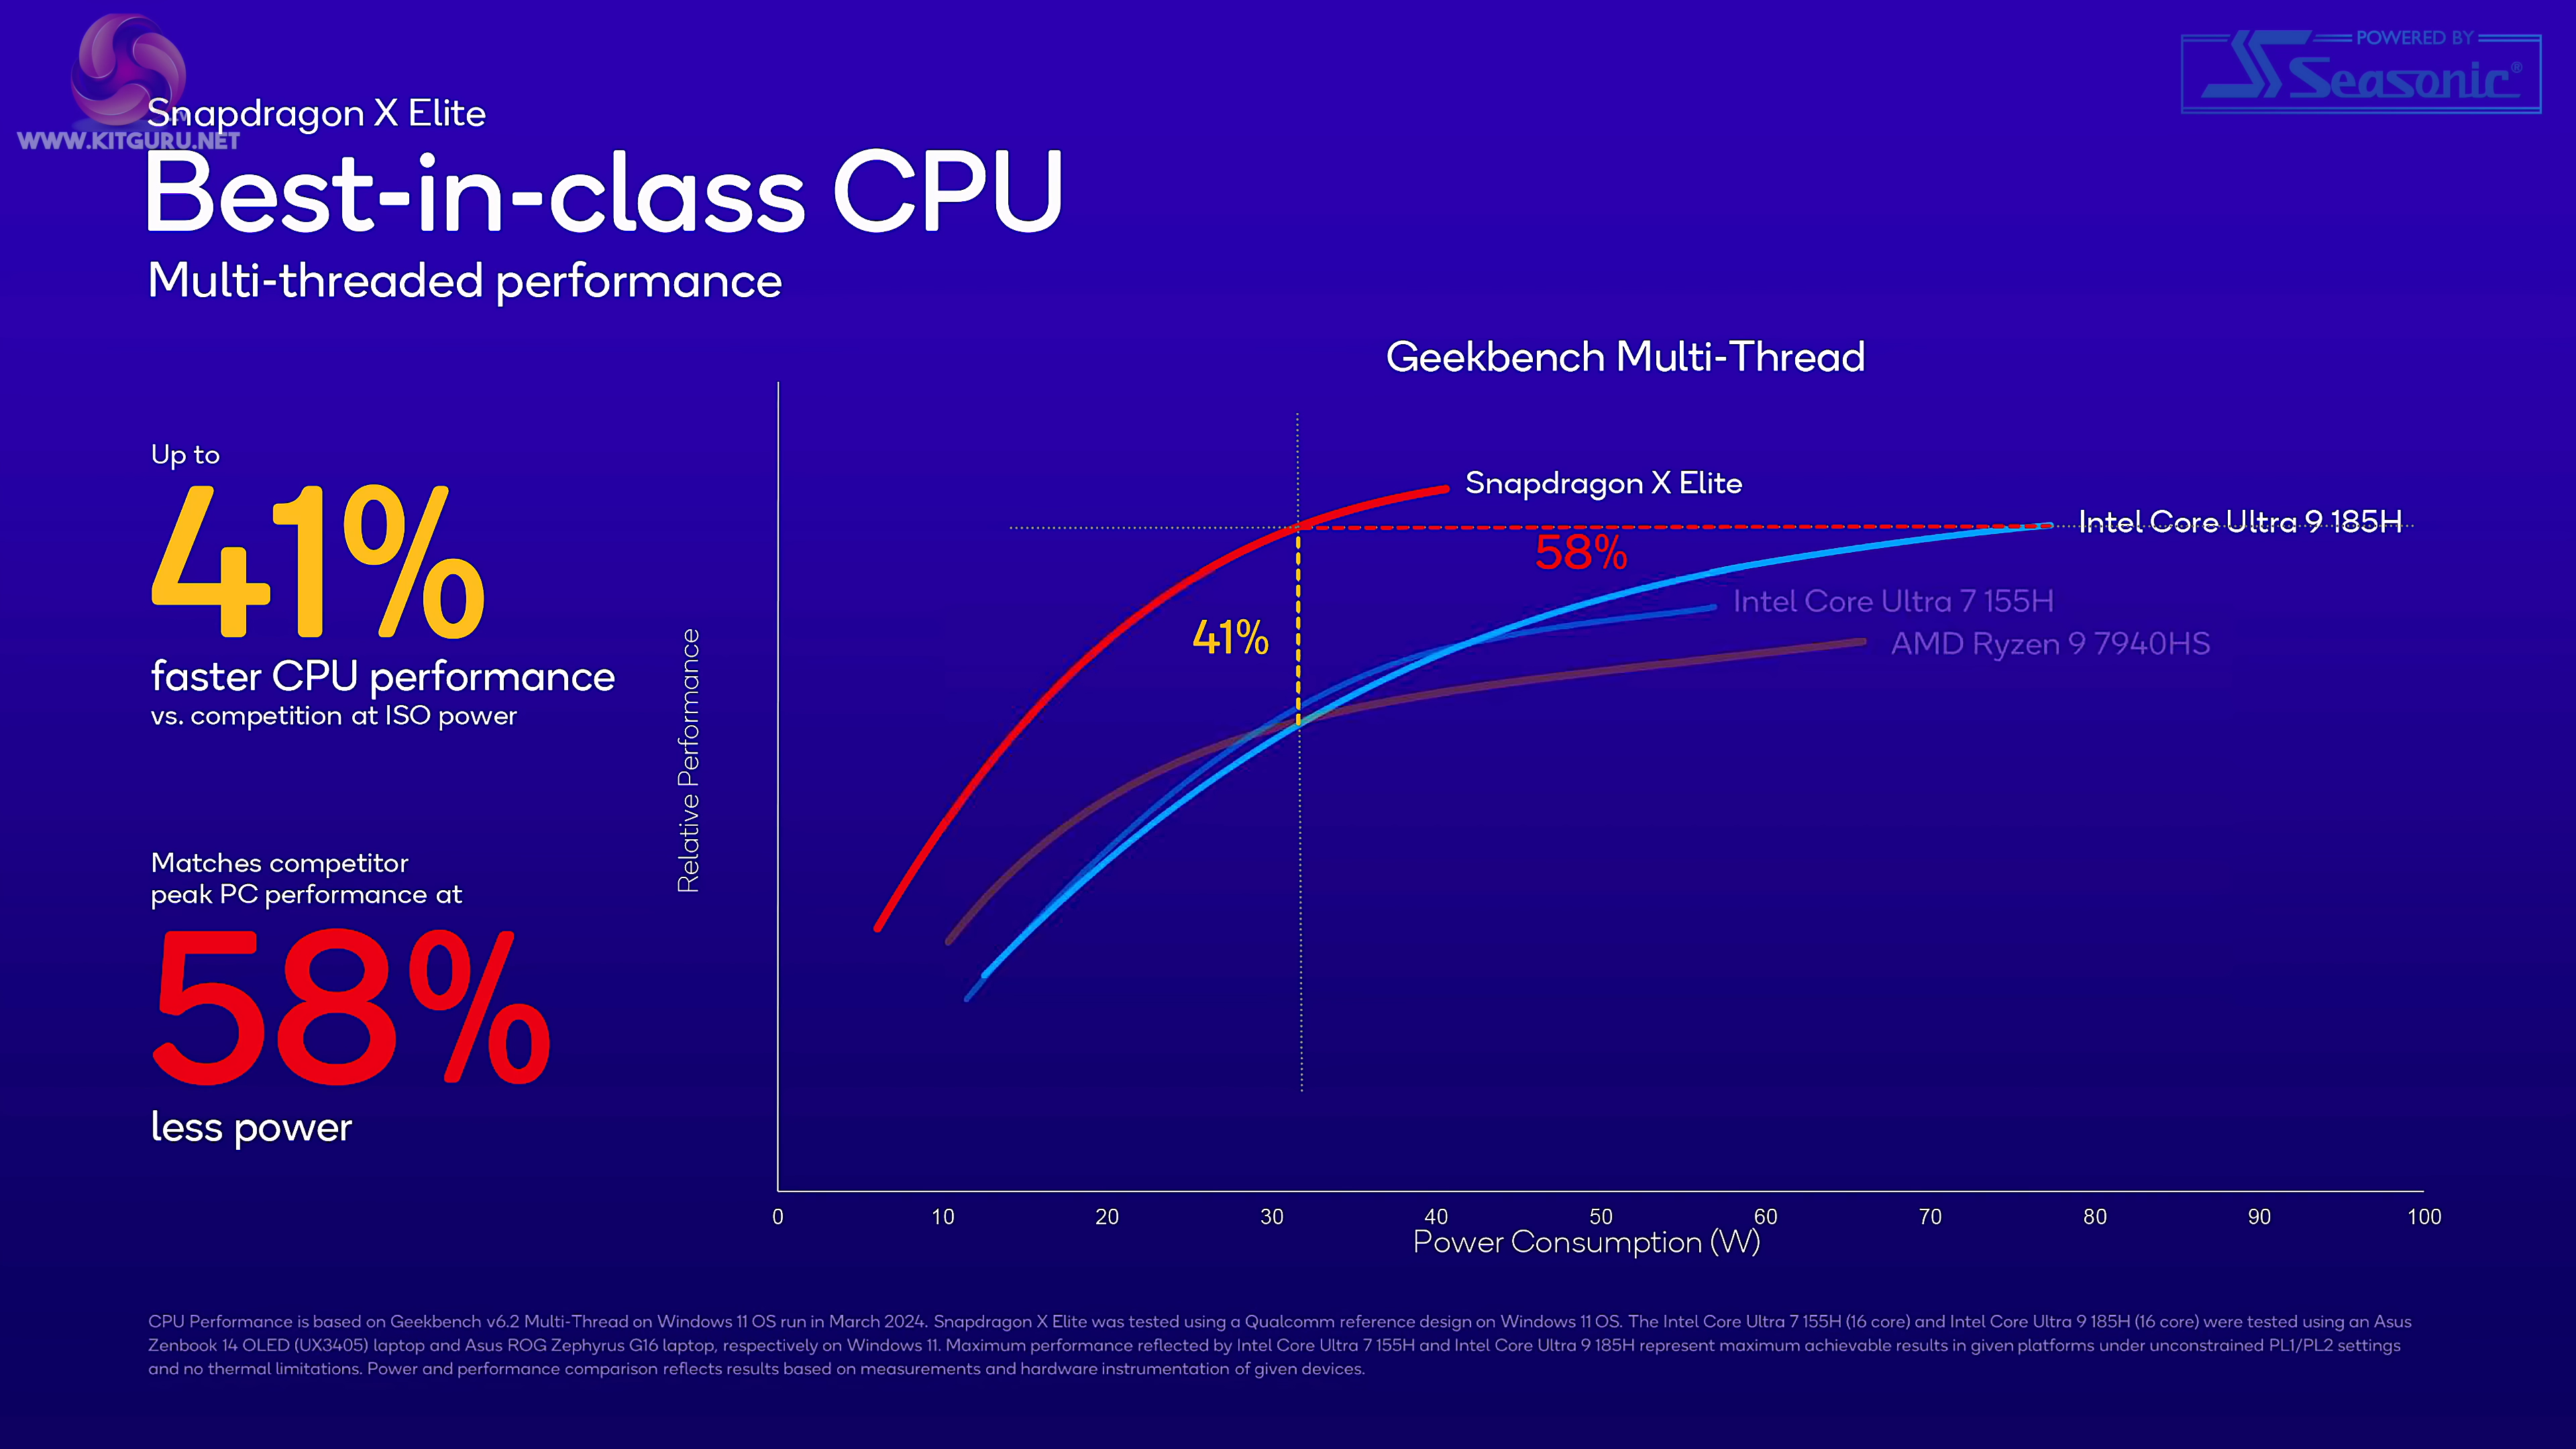 WWW.KITGURU.NET
POWERED BY
Seasonic®
Snapdragon X Elite
Best-in-class CPU
Multi-threaded performance
Up to
41%
faster CPU performance
vs. competition at ISO power
Matches competitor
peak PC performance at
58%
less power
Geekbench Multi-Thread
Relative Performance
Snapdragon X Elite
Intel Core Ultra 9 185H
58%
Intel Core Ultra 7 155H
41%
AMD Ryzen 9 7940HS
0 10 20 30 40 50 60 70 80 90 100
Power Consumption (W)
CPU Performance is based on Geekbench v6.2 Multi-Thread on Windows 11 OS run in March 2024. Snapdragon X Elite was tested using a Qualcomm reference design on Windows 11 OS. The Intel Core Ultra 7 155H (16 core) and Intel Core Ultra 9 185H (16 core) were tested using an Asus
Zenbook 14 OLED (UX3405) laptop and Asus ROG Zephyrus G16 laptop, respectively on Windows 11. Maximum performance reflected by Intel Core Ultra 7 155H and Intel Core Ultra 9 185H represent maximum achievable results in given platforms under unconstrained PL1/PL2 settings
and no thermal limitations. Power and performance comparison reflects results based on measurements and hardware instrumentation of given devices.